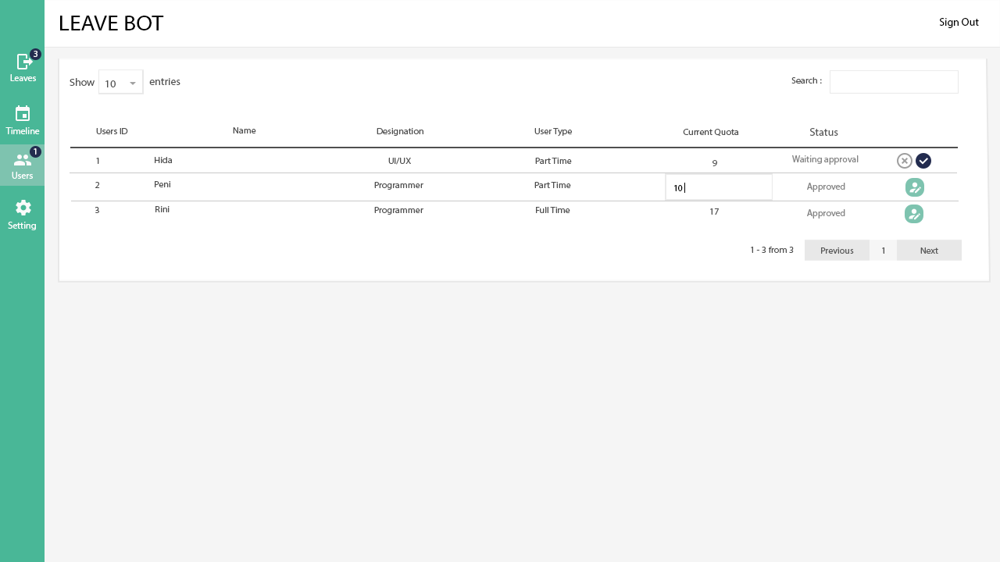 LEAVE BOT
Sign Out
3
Leaves
Timeline
1
Users
Setting
Show 10 entries
Search :
Users ID Name Designation User Type Current Quota Status
1 Hida UI/UX Part Time 9 Waiting approval
2 Peni Programmer Part Time 10 Approved
3 Rini Programmer Full Time 17 Approved
1 - 3 from 3 Previous 1 Next